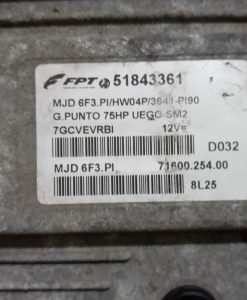 FPT 51843361
MJD 6F3.PI/HW04P/3641-PI90
G.PUNTO 75HP UEGO SM2
7GCVEVRBI 12V=
D032
MJD 6F3.PI 71600.254.00
8L25